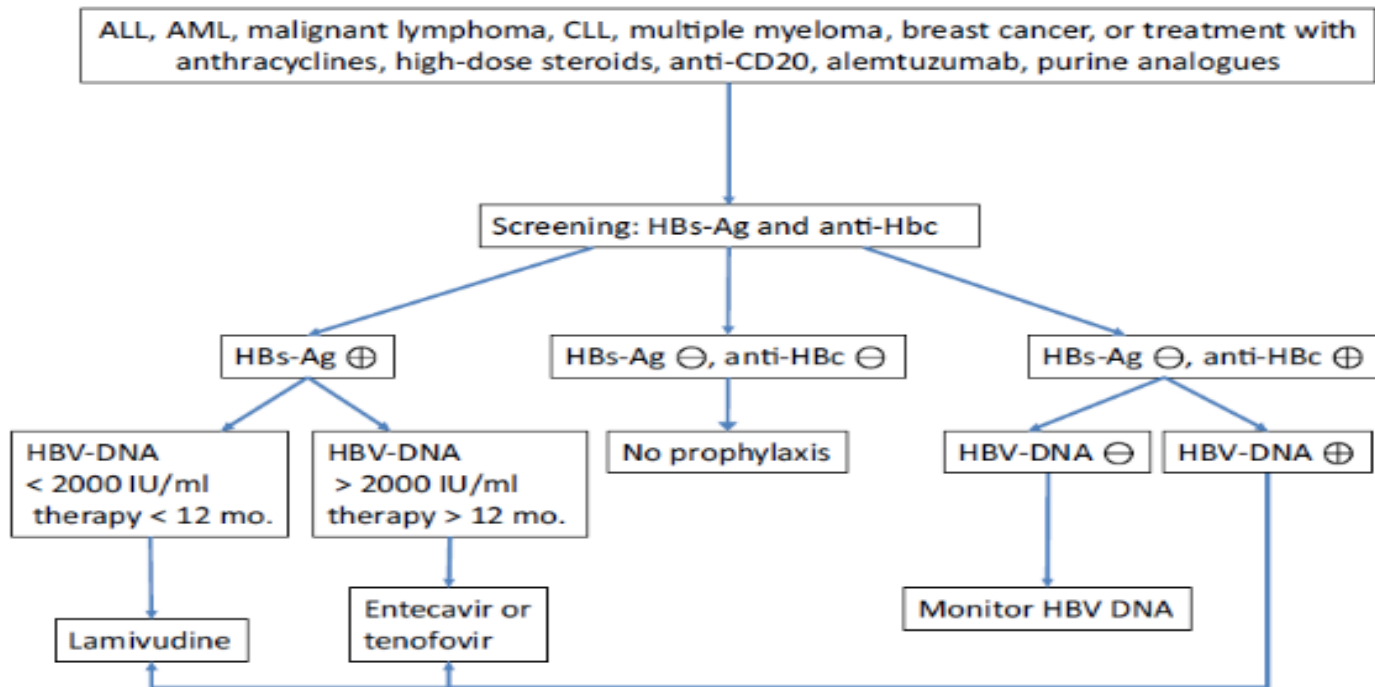 ALL, AML, malignant lymphoma, CLL, multiple myeloma, breast cancer, or treatment with
anthracyclines, high-dose steroids, anti-CD20, alemtuzumab, purine analogues
Screening: HBs-Ag and anti-Hbc
HBs-Ag ⊕
HBs-Ag ⊖, anti-HBc ⊖
HBs-Ag ⊖, anti-HBc ⊕
HBV-DNA
< 2000 IU/ml
therapy < 12 mo.
HBV-DNA
> 2000 IU/ml
therapy > 12 mo.
No prophylaxis
HBV-DNA ⊖
HBV-DNA ⊕
Lamivudine
Entecavir or
tenofovir
Monitor HBV DNA